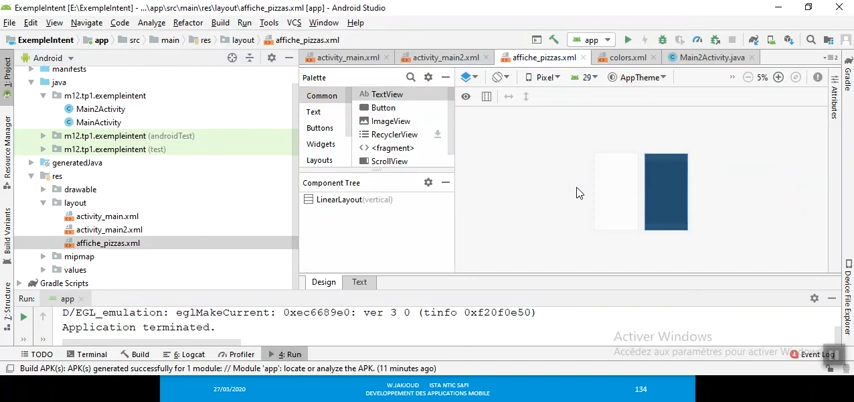 ExempleIntent [E:\ExempleIntent] - ...\app\src\main\res\layout\affiche_pizzas.xml [app] - Android Studio
File Edit View Navigate Code Analyze Refactor Build Run Tools VCS Window Help
ExempleIntent app src main res layout affiche_pizzas.xml
app
1: Project
Resource Manager
Build Variants
Z: Structure
Android
manifests
java
m12.tp1.exempleintent
Main2Activity
MainActivity
m12.tp1.exempleintent (androidTest)
m12.tp1.exempleintent (test)
generatedJava
res
drawable
layout
activity_main.xml
activity_main2.xml
affiche_pizzas.xml
mipmap
values
Gradle Scripts
activity_main.xml activity_main2.xml affiche_pizzas.xml colors.xml Main2Activity.java
Palette
Common
Text
Buttons
Widgets
Layouts
Ab TextView
Button
ImageView
RecyclerView
<> <fragment>
ScrollView
Component Tree
LinearLayout(vertical)
Pixel 29 AppTheme 5%
Design Text
Gradle
Attributes
Device File Explorer
Run: app
D/EGL_emulation: eglMakeCurrent: 0xec6689e0: ver 3 0 (tinfo 0xf20f0e50)
Application terminated.
Activer Windows
Accédez aux paramètres pour activer
TODO Terminal Build 6: Logcat Profiler 4: Run Event Log
Build APK(s): APK(s) generated successfully for 1 module: // Module 'app': locate or analyze the APK. (11 minutes ago)
27/03/2020
W.JAKJOUD ISTA NTIC SAFI
DEVELOPPEMENT DES APPLICATIONS MOBILE
134